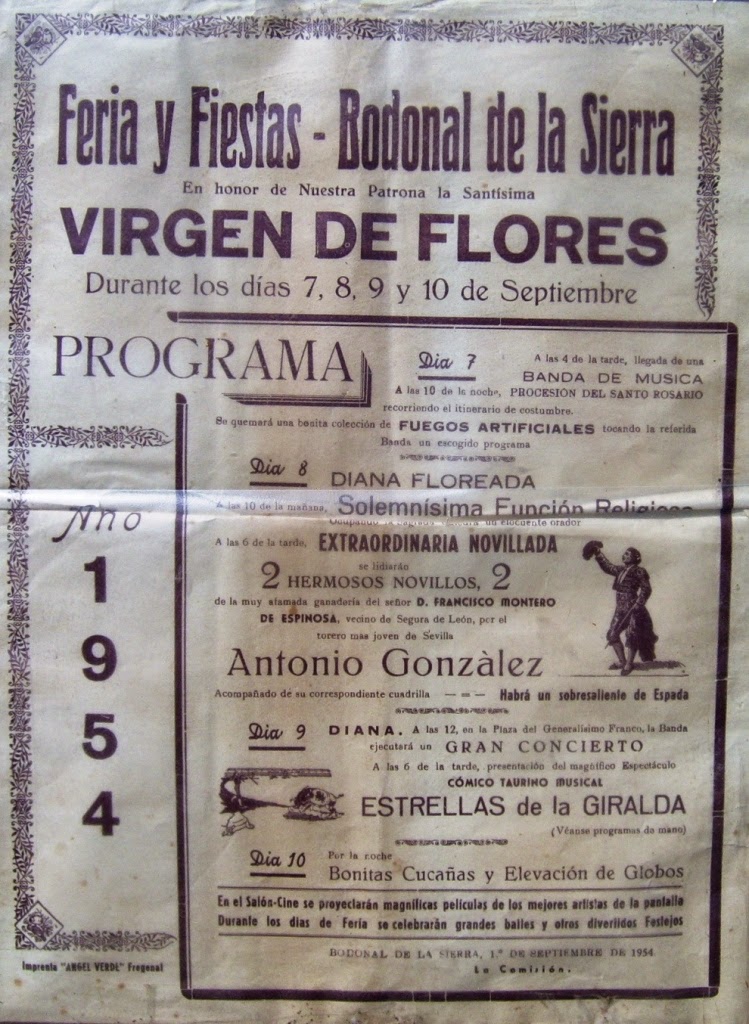 Feria y Fiestas - Bodonal de la Sierra
En honor de Nuestra Patrona la Santísima
VIRGEN DE FLORES
Durante los días 7, 8, 9 y 10 de Septiembre
PROGRAMA
Día 7 A las 4 de la tarde, llegada de una
BANDA DE MUSICA
A las 10 de la noche, PROCESION DEL SANTO ROSARIO
recorriendo el itinerario de costumbre.
Se quemará una bonita colección de FUEGOS ARTIFICIALES tocando la referida
Banda un escogido programa
Día 8 DIANA FLOREADA
A las 10 de la mañana, Solemnísima Función Religiosa
un elocuente orador
A las 6 de la tarde, EXTRAORDINARIA NOVILLADA
se lidiarán
2 HERMOSOS NOVILLOS, 2
de la muy afamada ganadería del señor D. FRANCISCO MONTERO
DE ESPINOSA, vecino de Segura de León, por el
torero más joven de Sevilla
Antonio Gonzàlez
Acompañado de su correspondiente cuadrilla — = — Habrá un sobresaliente de Espada
Día 9 DIANA. A las 12, en la Plaza del Generalísimo Franco, la Banda
ejecutará un GRAN CONCIERTO
A las 6 de la tarde, presentación del magnífico Espectáculo
CÓMICO TAURINO MUSICAL
ESTRELLAS de la GIRALDA
(Véanse programas de mano)
Día 10 Por la noche
Bonitas Cucañas y Elevación de Globos
En el Salón-Cine se proyectarán magníficas películas de los mejores artistas de la pantalla
Durante los días de Feria se celebrarán grandes bailes y otros divertidos Festejos
BODONAL DE LA SIERRA, 1.º DE SEPTIEMBRE DE 1954
La Comisión.
Año
1
9
5
4
Imprenta "ANGEL VERDE" Fregenal